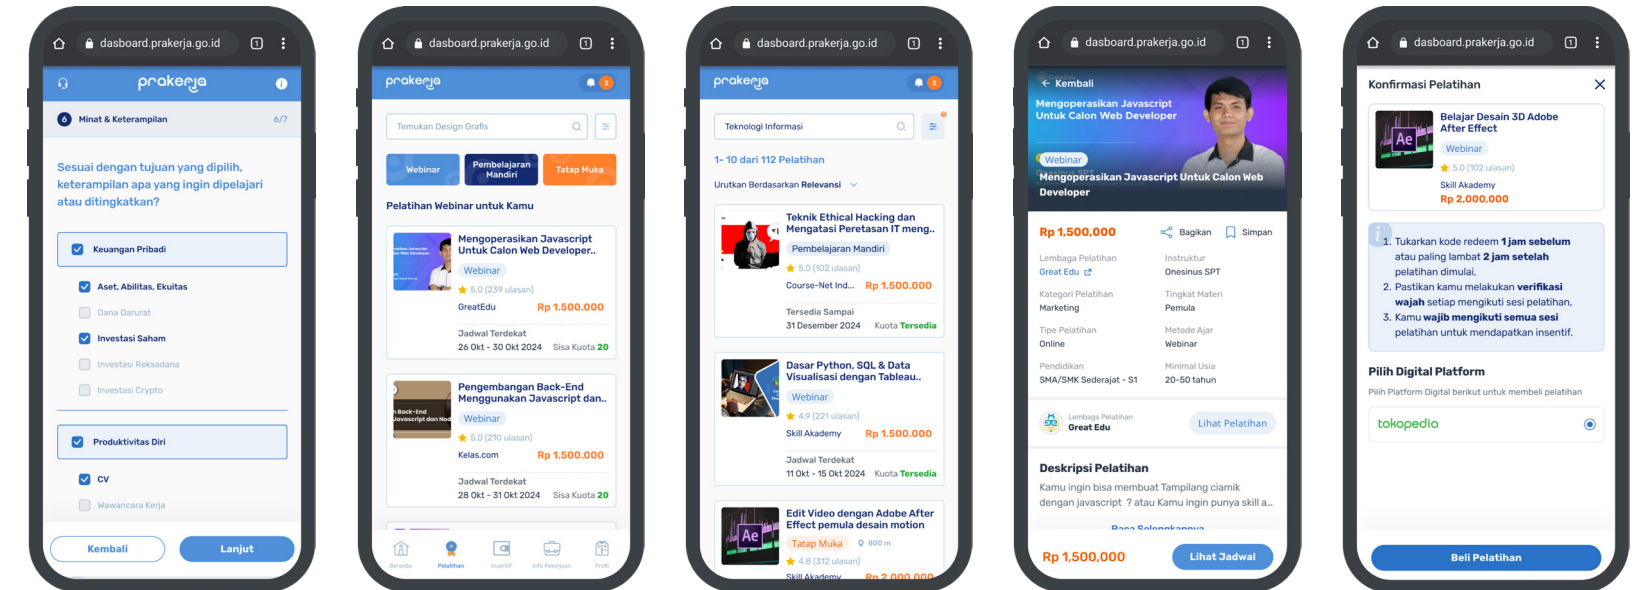 dasboard.prakerja.go.id
1
prakerja
6 Minat & Keterampilan 6/7
Sesuai dengan tujuan yang dipilih,
keterampilan apa yang ingin dipelajari
atau ditingkatkan?
Keuangan Pribadi
Aset, Abilitas, Ekuitas
Dana Darurat
Investasi Saham
Investasi Reksadana
Investasi Crypto
Produktivitas Diri
CV
Wawancara Kerja
Kembali Lanjut
dasboard.prakerja.go.id
1
prakerja
2
Temukan Design Grafis
Webinar
Pembelajaran
Mandiri
Tatap Muka
Pelatihan Webinar untuk Kamu
Mengoperasikan Javascript
Untuk Calon Web Developer..
Webinar
5.0 (239 ulasan)
GreatEdu Rp 1.500.000
Jadwal Terdekat
26 Okt - 30 Okt 2024 Sisa Kuota 20
Pengembangan Back-End
Menggunakan Javascript dan..
Webinar
5.0 (210 ulasan)
Kelas.com Rp 1.500.000
Jadwal Terdekat
28 Okt - 31 Okt 2024 Sisa Kuota 20
Beranda Pelatihan Insentif Info Pekerjaan Profil
dasboard.prakerja.go.id
1
prakerja
2
Teknologi Informasi
1- 10 dari 112 Pelatihan
Urutkan Berdasarkan Relevansi
Teknik Ethical Hacking dan
Mengatasi Peretasan IT meng..
Pembelajaran Mandiri
5.0 (102 ulasan)
Course-Net Ind... Rp 1.500.000
Tersedia Sampai
31 Desember 2024 Kuota Tersedia
Dasar Python, SQL & Data
Visualisasi dengan Tableau..
Webinar
4.9 (221 ulasan)
Skill Akademy Rp 1.500.000
Jadwal Terdekat
11 Okt - 15 Okt 2024 Kuota Tersedia
Edit Video dengan Adobe After
Effect pemula desain motion
Ae
Tatap Muka 800 m
4.8 (312 ulasan)
Skill Akademy Rp 2.000.000
dasboard.prakerja.go.id
1
Kembali
Mengoperasikan Javascript
Untuk Calon Web Developer
Webinar
Mengoperasikan Javascript Untuk Calon Web
Developer
Rp 1,500,000 Bagikan Simpan
Lembaga Pelatihan Instruktur
Great Edu Onesinus SPT
Kategori Pelatihan Tingkat Materi
Marketing Pemula
Tipe Pelatihan Metode Ajar
Online Webinar
Pendidikan Minimal Usia
SMA/SMK Sederajat - S1 20-50 tahun
Lembaga Pelatihan
Great Edu
Lihat Pelatihan
Deskripsi Pelatihan
Kamu ingin bisa membuat Tampilang ciamik
dengan javascript ? atau Kamu ingin punya skill a...
Baca Selengkapnya
Rp 1,500,000 Lihat Jadwal
dasboard.prakerja.go.id
1
Konfirmasi Pelatihan
Ae
Belajar Desain 3D Adobe
After Effect
Webinar
5.0 (102 ulasan)
Skill Akademy
Rp 2,000,000
1. Tukarkan kode redeem 1 jam sebelum
atau paling lambat 2 jam setelah
pelatihan dimulai,
2. Pastikan kamu melakukan verifikasi
wajah setiap mengikuti sesi pelatihan,
3. Kamu wajib mengikuti semua sesi
pelatihan untuk mendapatkan insentif.
Pilih Digital Platform
Pilih Platform Digital berikut untuk membeli pelatihan
tokopedia
Beli Pelatihan